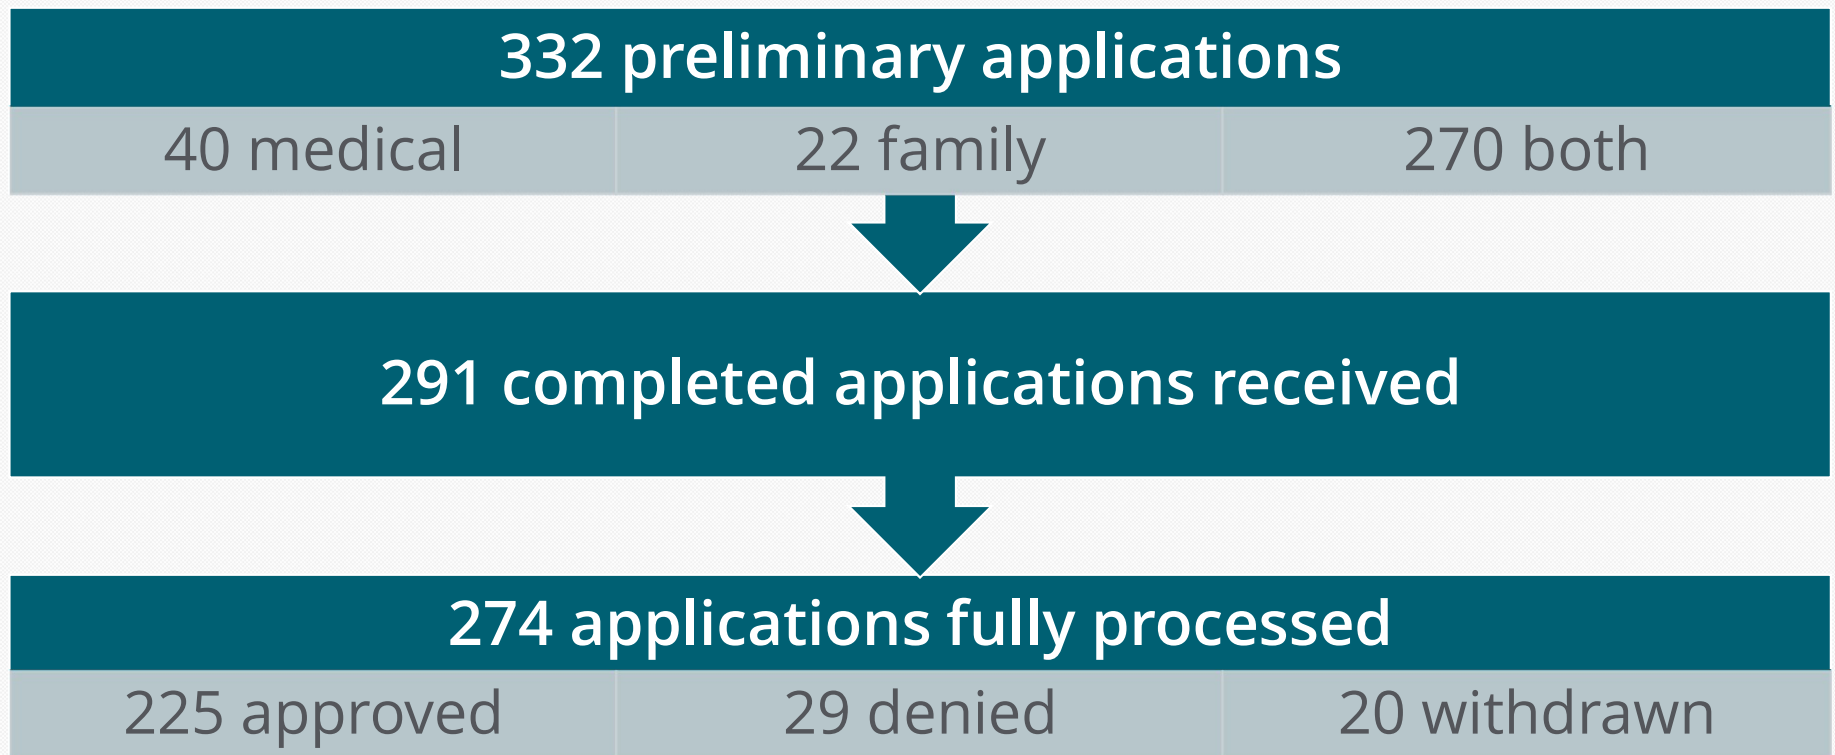 332 preliminary applications
40 medical
22 family
270 both
291 completed applications received
274 applications fully processed
225 approved
29 denied
20 withdrawn